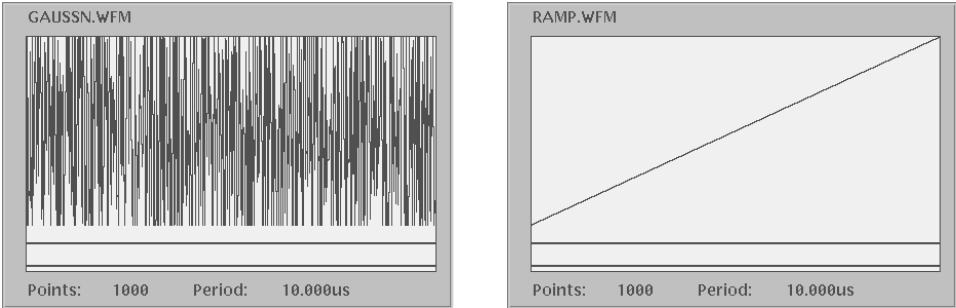 GAUSSN.WFM
Points: 1000 Period: 10.000us
RAMP.WFM
Points: 1000 Period: 10.000us